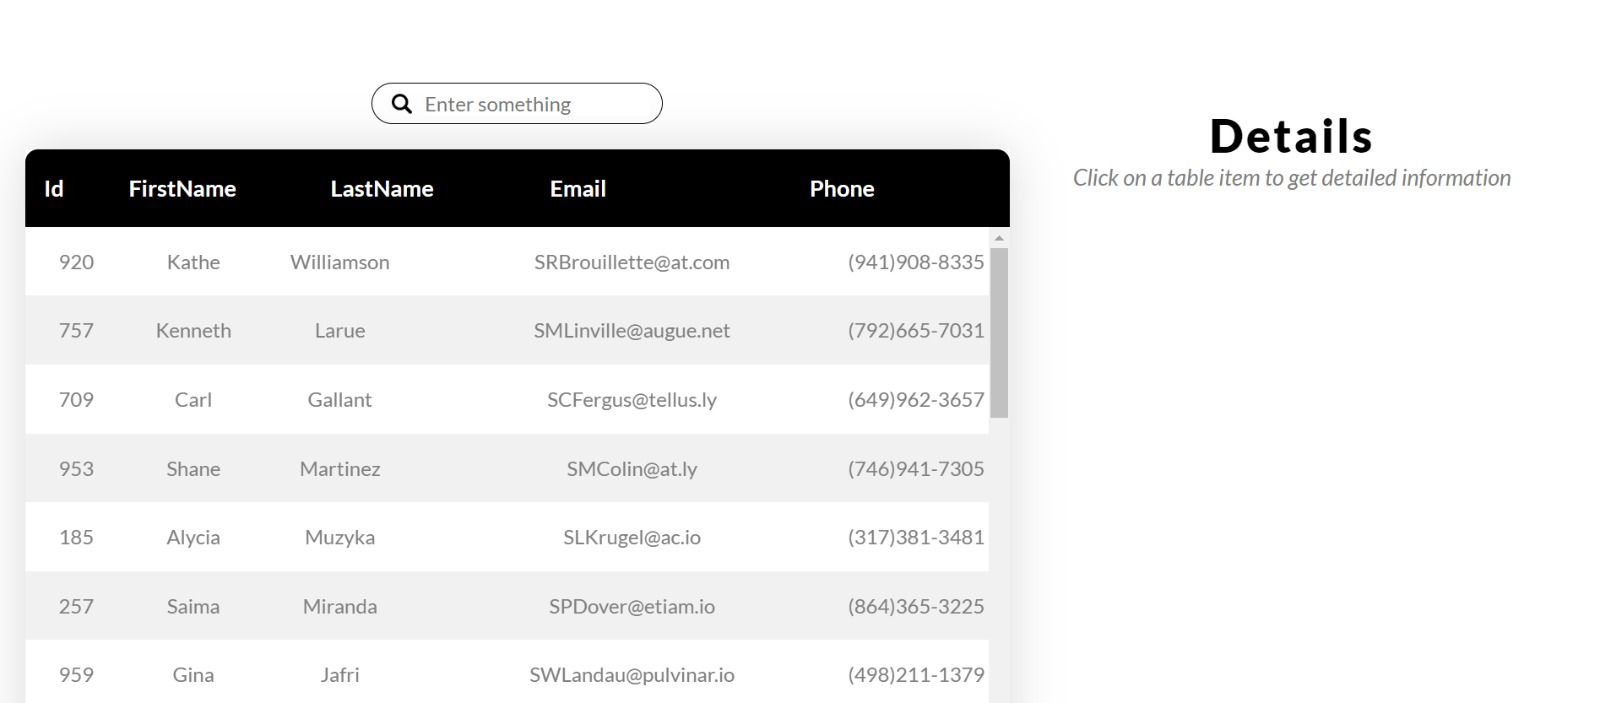 Enter something
Details
Click on a table item to get detailed information
Id FirstName LastName Email Phone
920 Kathe Williamson SRBrouillette@at.com (941)908-8335
757 Kenneth Larue SMLinville@augue.net (792)665-7031
709 Carl Gallant SCFergus@tellus.ly (649)962-3657
953 Shane Martinez SMColin@at.ly (746)941-7305
185 Alycia Muzyka SLKrugel@ac.io (317)381-3481
257 Saima Miranda SPDover@etiam.io (864)365-3225
959 Gina Jafri SWLandau@pulvinar.io (498)211-1379